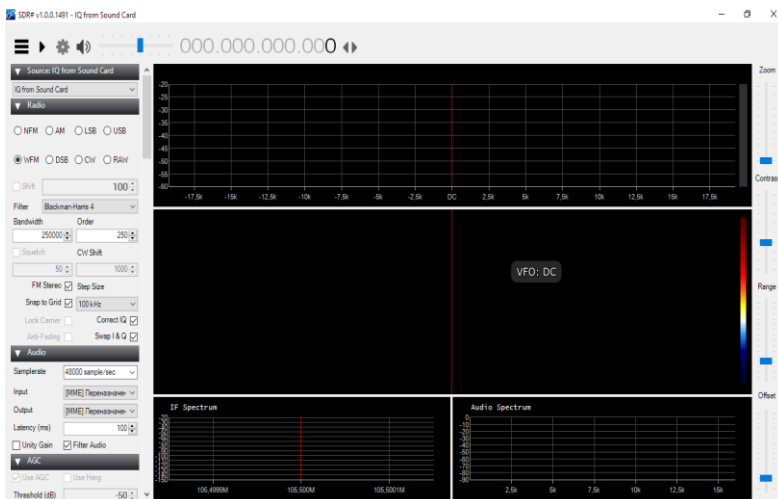 SDR# v1.0.0.1491 - IQ from Sound Card
000.000.000.000
Source: IQ from Sound Card
IQ from Sound Card
Radio
NFM AM LSB USB
WFM DSB CW RAW
Shift 100
Filter Blackman-Harris 4
Bandwidth Order
250000 250
Squelch CW Shift
50 1000
FM Stereo Step Size
Snap to Grid 100 kHz
Lock Carrier Correct IQ
Anti-Fading Swap I & Q
Audio
Samplerate 48000 sample/sec
Input [MME] Переназначен
Output [MME] Переназначен
Latency (ms) 100
Unity Gain Filter Audio
AGC
Use AGC Use Hang
Threshold (dB) -50
-20
-25
-30
-35
-40
-45
-50
-55
-60
-17,5k -15k -12,5k -10k -7,5k -5k -2,5k DC 2,5k 5k 7,5k 10k 12,5k 15k 17,5k
VFO: DC
IF Spectrum
105,4999M 105,500M 105,5001M
Audio Spectrum
0
-10
-20
-30
-40
-50
-60
-70
-80
-90
2,5k 5k 7,5k 10k 12,5k 15k
Zoom
Contrast
Range
Offset